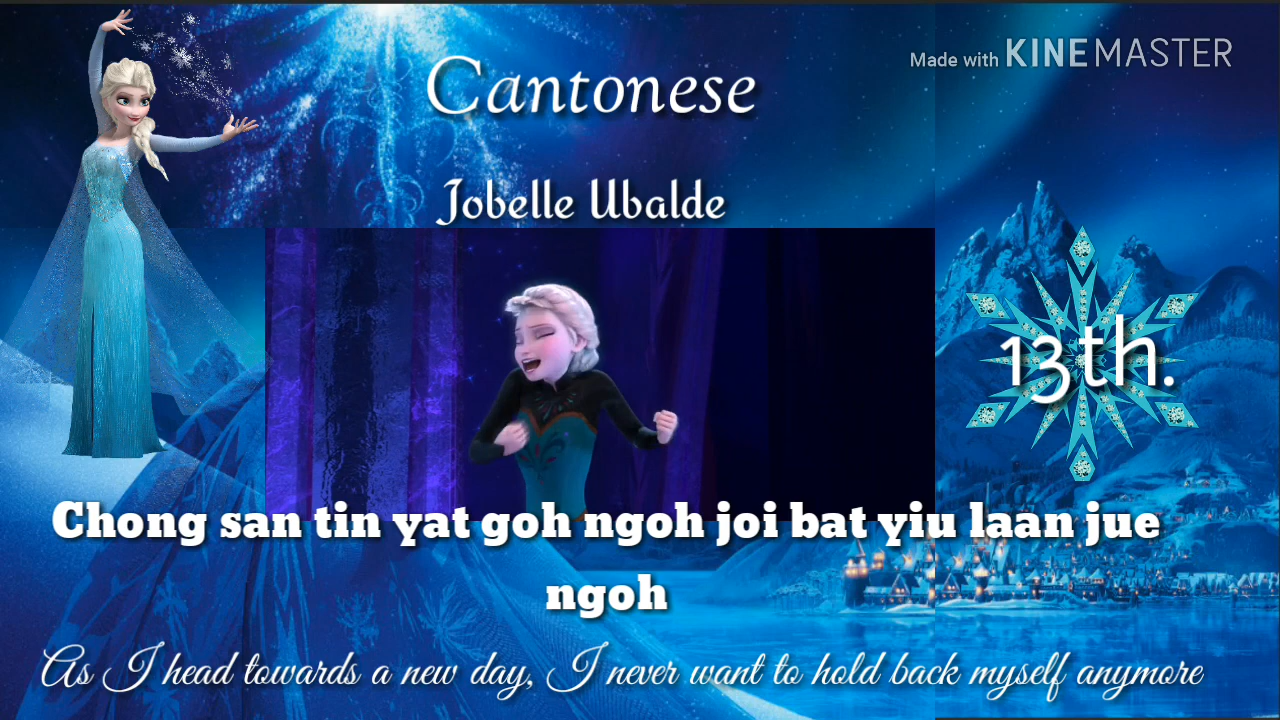 Made with KINEMASTER
Cantonese
Jobelle Ubalde
13th.
Chong san tin yat goh ngoh joi bat yiu laan jue
ngoh
As I head towards a new day, I never want to hold back myself anymore